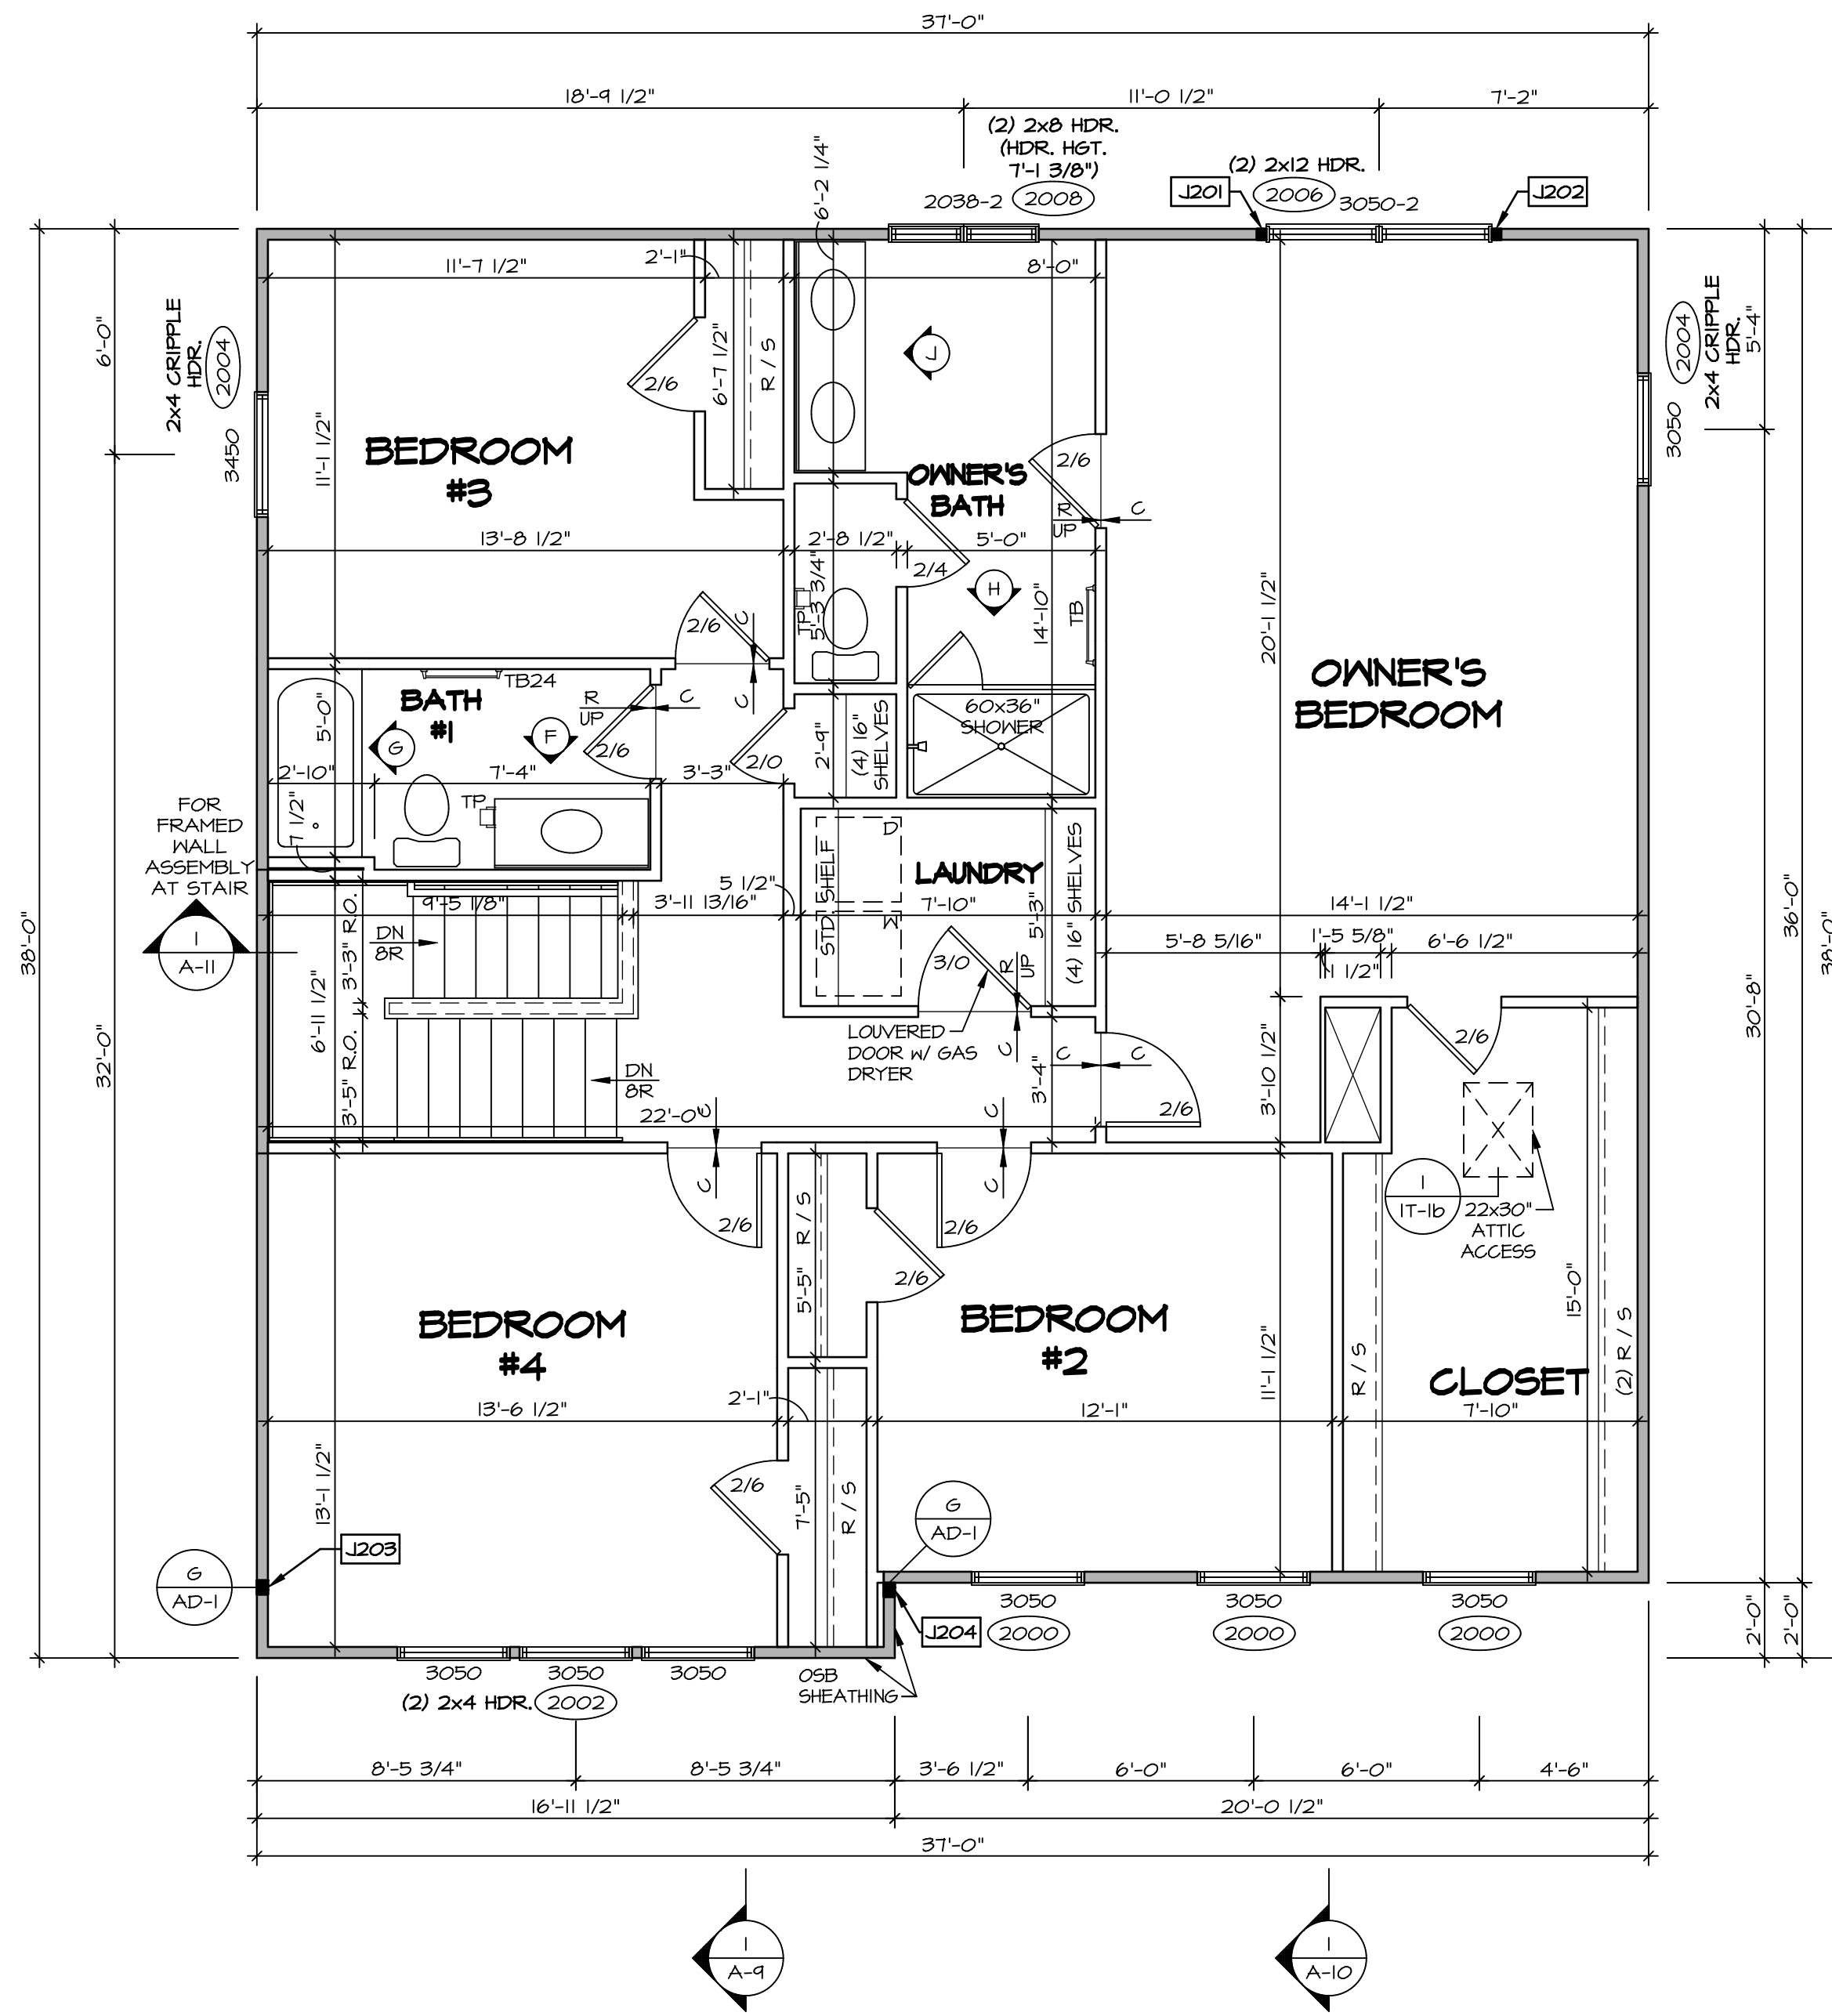 37'-0"
18'-9 1/2"
11'-0 1/2"
7'-2"
(2) 2x8 HDR.
(HDR. HGT.
7'-1 3/8")
6'-2 1/4"
(2) 2x12 HDR.
2038-2
2008
J201
2006
3050-2
J202
11'-7 1/2"
2'-1"
8'-0"
6'-0"
2x4 CRIPPLE
HDR.
2004
3450
2004
2x4 CRIPPLE
HDR.
5'-4"
3050
6'-7 1/2"
R / S
2/6
L
11'-1 1/2"
BEDROOM
#3
OWNER'S
BATH
2/6
R
UP
C
13'-8 1/2"
2'-8 1/2"
5'-0"
2/4
H
TP
5'-3 3/4"
14'-10"
TB
20'-1 1/2"
2/6
C
C
OWNER'S
BEDROOM
TB24
BATH
#1
R
UP
C
5'-0"
G
F
2/6
2/0
2'-9"
(4) 16"
SHELVES
60x36"
SHOWER
2'-10"
7'-4"
3'-3"
TP
7 1/2"
FOR
FRAMED
WALL
ASSEMBLY
AT STAIR
1
A-11
D
STD. SHELF
W
LAUNDRY
7'-10"
5'-3"
(4) 16" SHELVES
5 1/2"
9'-5 1/8"
3'-11 13/16"
14'-1 1/2"
38'-0"
36'-0"
38'-0"
5'-8 5/16"
1'-5 5/8"
6'-6 1/2"
1 1/2"
DN
8R
3'-3" R.O.
6'-11 1/2"
3'-5" R.O.
3/0
R
UP
C
LOUVERED
DOOR w/ GAS
DRYER
32'-0"
30'-8"
DN
8R
C
C
3'-4"
3'-10 1/2"
2/6
2/6
22'-0"
C
C
C
C
2/6
2/6
R / S
5'-5"
2/6
1
1T-1b
22x30"
ATTIC
ACCESS
BEDROOM
#4
BEDROOM
#2
11'-1 1/2"
15'-0"
R / S
CLOSET
(2) R / S
2'-1"
13'-6 1/2"
12'-1"
7'-10"
13'-1 1/2"
2/6
7'-5"
R / S
J203
G
AD-1
G
AD-1
J204
3050
2000
3050
2000
3050
2000
2'-0"
2'-0"
3050
3050
3050
(2) 2x4 HDR.
2002
OSB
SHEATHING
8'-5 3/4"
8'-5 3/4"
3'-6 1/2"
6'-0"
6'-0"
4'-6"
16'-11 1/2"
20'-0 1/2"
37'-0"
1
A-9
1
A-10